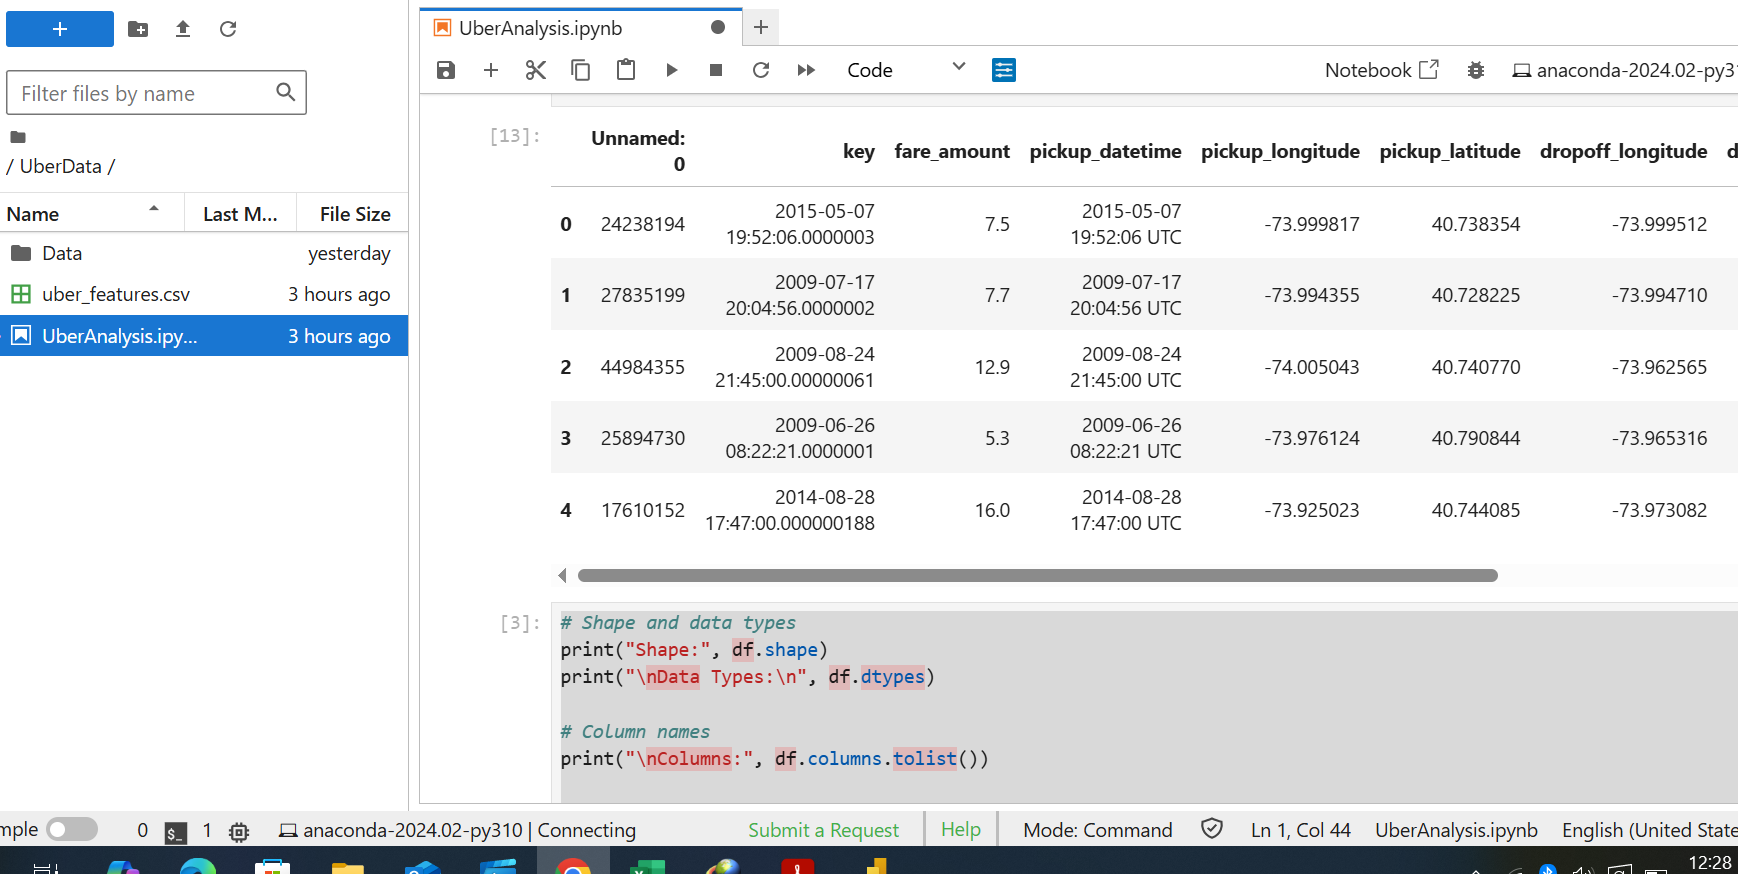 +
Filter files by name
/ UberData /
Name Last M... File Size
Data yesterday
uber_features.csv 3 hours ago
UberAnalysis.ipy... 3 hours ago
UberAnalysis.ipynb
Code
Notebook
anaconda-2024.02-py31
[13]:
Unnamed: 0 key fare_amount pickup_datetime pickup_longitude pickup_latitude dropoff_longitude d
0 24238194 2015-05-07 19:52:06.0000003 7.5 2015-05-07 19:52:06 UTC -73.999817 40.738354 -73.999512
1 27835199 2009-07-17 20:04:56.0000002 7.7 2009-07-17 20:04:56 UTC -73.994355 40.728225 -73.994710
2 44984355 2009-08-24 21:45:00.00000061 12.9 2009-08-24 21:45:00 UTC -74.005043 40.740770 -73.962565
3 25894730 2009-06-26 08:22:21.0000001 5.3 2009-06-26 08:22:21 UTC -73.976124 40.790844 -73.965316
4 17610152 2014-08-28 17:47:00.000000188 16.0 2014-08-28 17:47:00 UTC -73.925023 40.744085 -73.973082
[3]:
# Shape and data types
print("Shape:", df.shape)
print("\nData Types:\n", df.dtypes)
# Column names
print("\nColumns:", df.columns.tolist())
mple 0 $_ 1 anaconda-2024.02-py310 | Connecting Submit a Request Help Mode: Command Ln 1, Col 44 UberAnalysis.ipynb English (United State
12:28